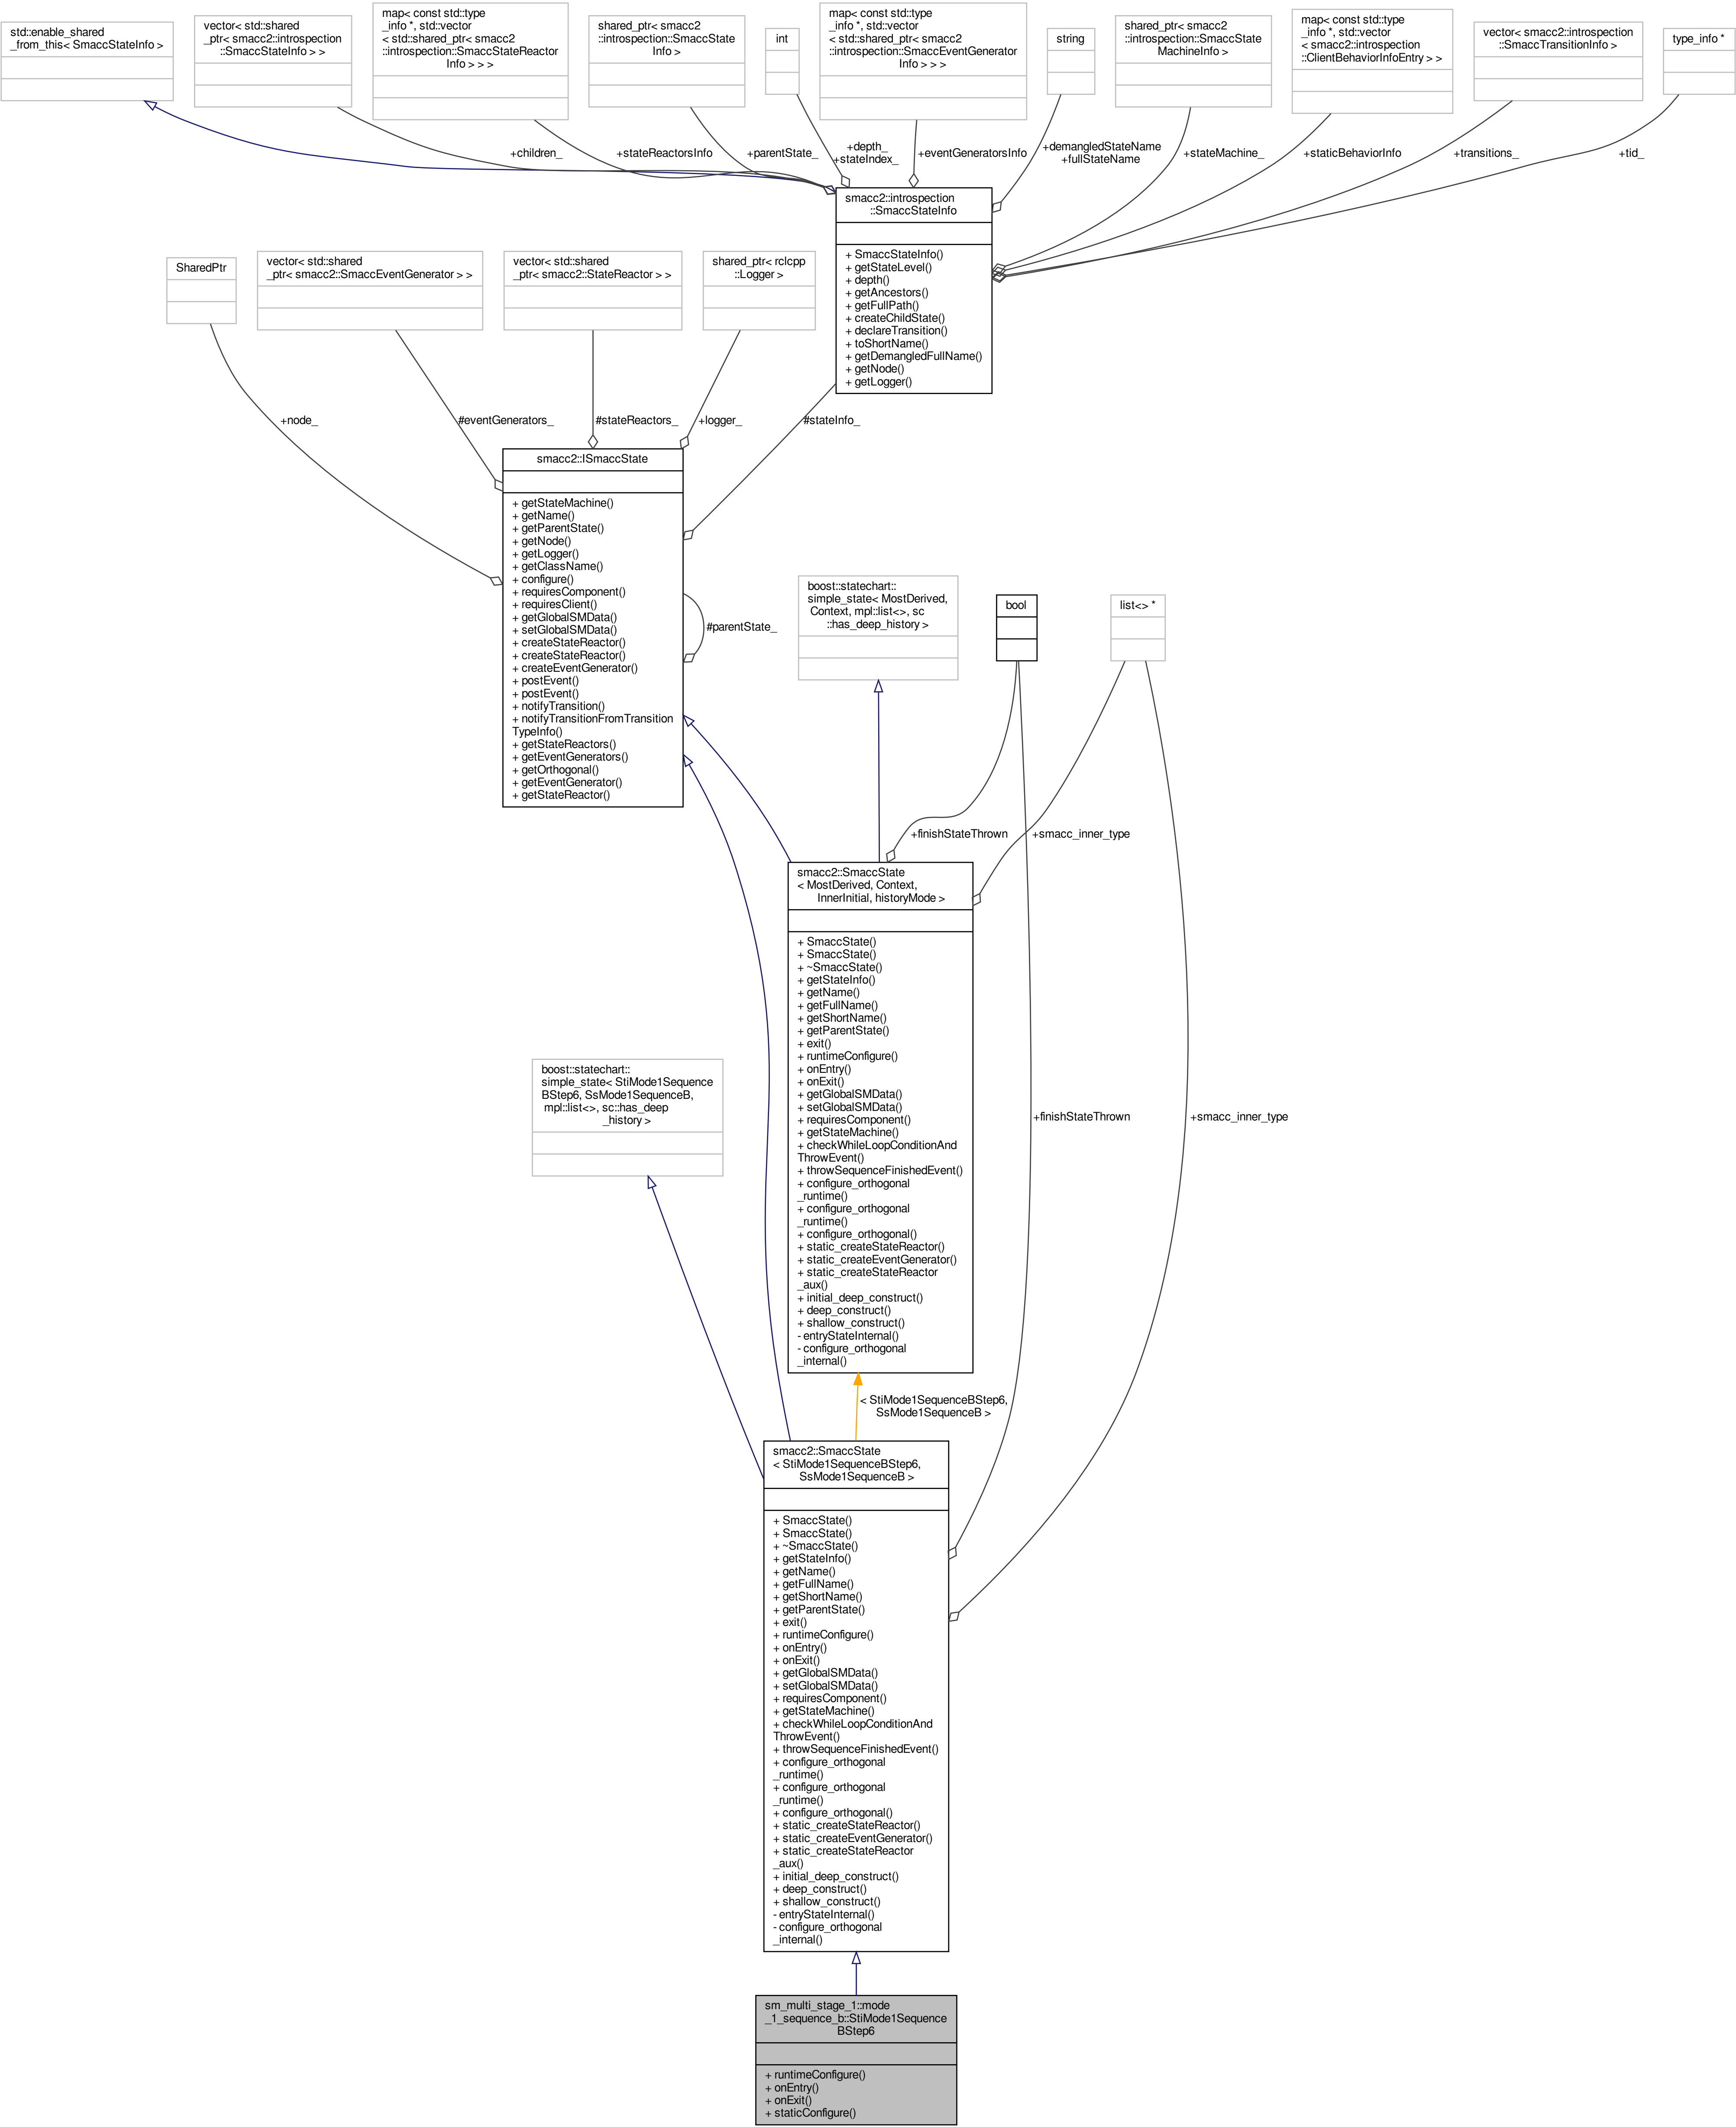 std::enable_shared
_from_this< SmaccStateInfo >
vector< std::shared
_ptr< smacc2::introspection
::SmaccStateInfo > >
map< const std::type
_info *, std::vector
< std::shared_ptr< smacc2
::introspection::SmaccStateReactor
Info > > >
shared_ptr< smacc2
::introspection::SmaccState
Info >
int
map< const std::type
_info *, std::vector
< std::shared_ptr< smacc2
::introspection::SmaccEventGenerator
Info > > >
string
shared_ptr< smacc2
::introspection::SmaccState
MachineInfo >
map< const std::type
_info *, std::vector
< smacc2::introspection
::ClientBehaviorInfoEntry > >
vector< smacc2::introspection
::SmaccTransitionInfo >
type_info *
+children_
+stateReactorsInfo
+parentState_
+depth_
+stateIndex_
+eventGeneratorsInfo
+demangledStateName
+fullStateName
+stateMachine_
+staticBehaviorInfo
+transitions_
+tid_
smacc2::introspection
::SmaccStateInfo
+ SmaccStateInfo()
+ getStateLevel()
+ depth()
+ getAncestors()
+ getFullPath()
+ createChildState()
+ declareTransition()
+ toShortName()
+ getDemangledFullName()
+ getNode()
+ getLogger()
SharedPtr
vector< std::shared
_ptr< smacc2::SmaccEventGenerator > >
vector< std::shared
_ptr< smacc2::StateReactor > >
shared_ptr< rclcpp
::Logger >
+node_
#eventGenerators_
#stateReactors_
+logger_
#stateInfo_
smacc2::ISmaccState
+ getStateMachine()
+ getName()
+ getParentState()
+ getNode()
+ getLogger()
+ getClassName()
+ configure()
+ requiresComponent()
+ requiresClient()
+ getGlobalSMData()
+ setGlobalSMData()
+ createStateReactor()
+ createStateReactor()
+ createEventGenerator()
+ postEvent()
+ postEvent()
+ notifyTransition()
+ notifyTransitionFromTransition
TypeInfo()
+ getStateReactors()
+ getEventGenerators()
+ getOrthogonal()
+ getEventGenerator()
+ getStateReactor()
#parentState_
boost::statechart::
simple_state< MostDerived,
Context, mpl::list<>, sc
::has_deep_history >
bool
list<> *
+finishStateThrown
+smacc_inner_type
smacc2::SmaccState
< MostDerived, Context,
InnerInitial, historyMode >
+ SmaccState()
+ SmaccState()
+ ~SmaccState()
+ getStateInfo()
+ getName()
+ getFullName()
+ getShortName()
+ getParentState()
+ exit()
+ runtimeConfigure()
+ onEntry()
+ onExit()
+ getGlobalSMData()
+ setGlobalSMData()
+ requiresComponent()
+ getStateMachine()
+ checkWhileLoopConditionAnd
ThrowEvent()
+ throwSequenceFinishedEvent()
+ configure_orthogonal
_runtime()
+ configure_orthogonal
_runtime()
+ configure_orthogonal()
+ static_createStateReactor()
+ static_createEventGenerator()
+ static_createStateReactor
_aux()
+ initial_deep_construct()
+ deep_construct()
+ shallow_construct()
- entryStateInternal()
- configure_orthogonal
_internal()
boost::statechart::
simple_state< StiMode1Sequence
BStep6, SsMode1SequenceB,
mpl::list<>, sc::has_deep
_history >
+finishStateThrown
+smacc_inner_type
< StiMode1SequenceBStep6,
SsMode1SequenceB >
smacc2::SmaccState
< StiMode1SequenceBStep6,
SsMode1SequenceB >
+ SmaccState()
+ SmaccState()
+ ~SmaccState()
+ getStateInfo()
+ getName()
+ getFullName()
+ getShortName()
+ getParentState()
+ exit()
+ runtimeConfigure()
+ onEntry()
+ onExit()
+ getGlobalSMData()
+ setGlobalSMData()
+ requiresComponent()
+ getStateMachine()
+ checkWhileLoopConditionAnd
ThrowEvent()
+ throwSequenceFinishedEvent()
+ configure_orthogonal
_runtime()
+ configure_orthogonal
_runtime()
+ configure_orthogonal()
+ static_createStateReactor()
+ static_createEventGenerator()
+ static_createStateReactor
_aux()
+ initial_deep_construct()
+ deep_construct()
+ shallow_construct()
- entryStateInternal()
- configure_orthogonal
_internal()
sm_multi_stage_1::mode
_1_sequence_b::StiMode1Sequence
BStep6
+ runtimeConfigure()
+ onEntry()
+ onExit()
+ staticConfigure()